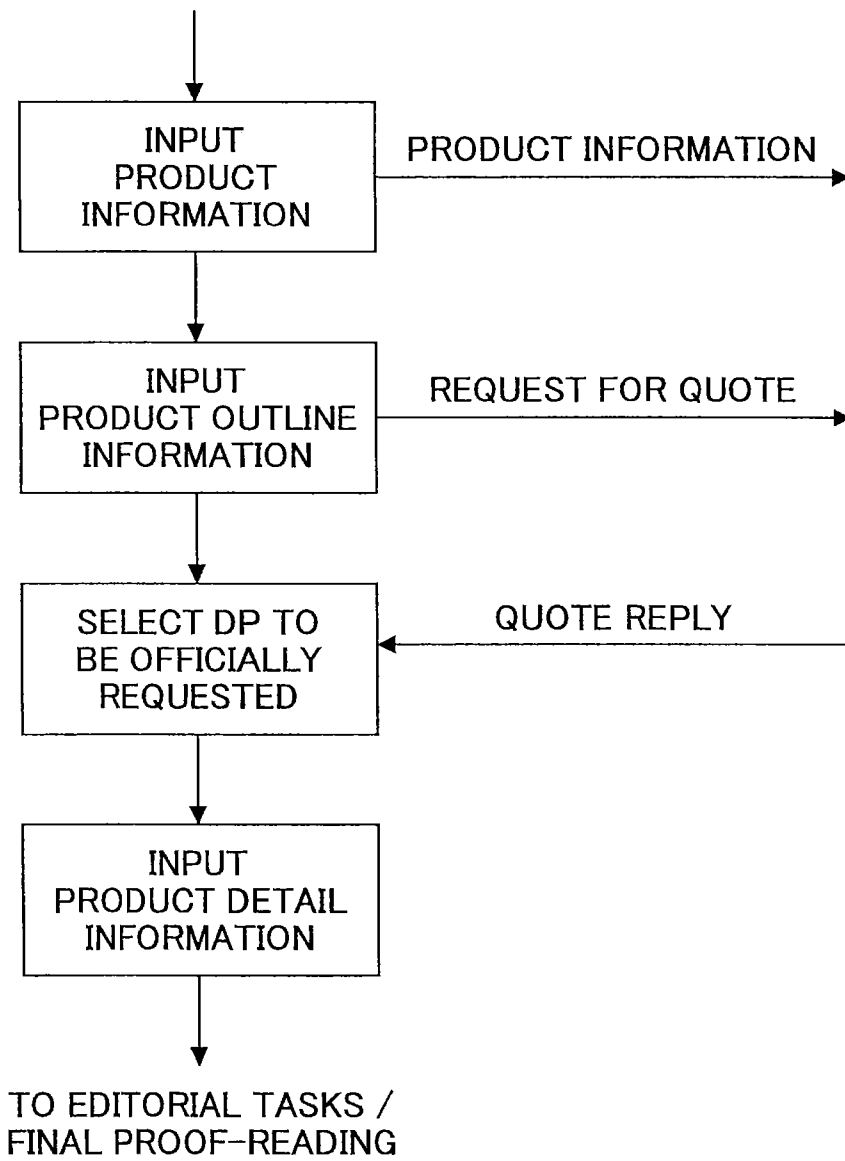 INPUT
PRODUCT
INFORMATION
PRODUCT INFORMATION
INPUT
PRODUCT OUTLINE
INFORMATION
REQUEST FOR QUOTE
SELECT DP TO
BE OFFICIALLY
REQUESTED
QUOTE REPLY
INPUT
PRODUCT DETAIL
INFORMATION
TO EDITORIAL TASKS /
FINAL PROOF-READING